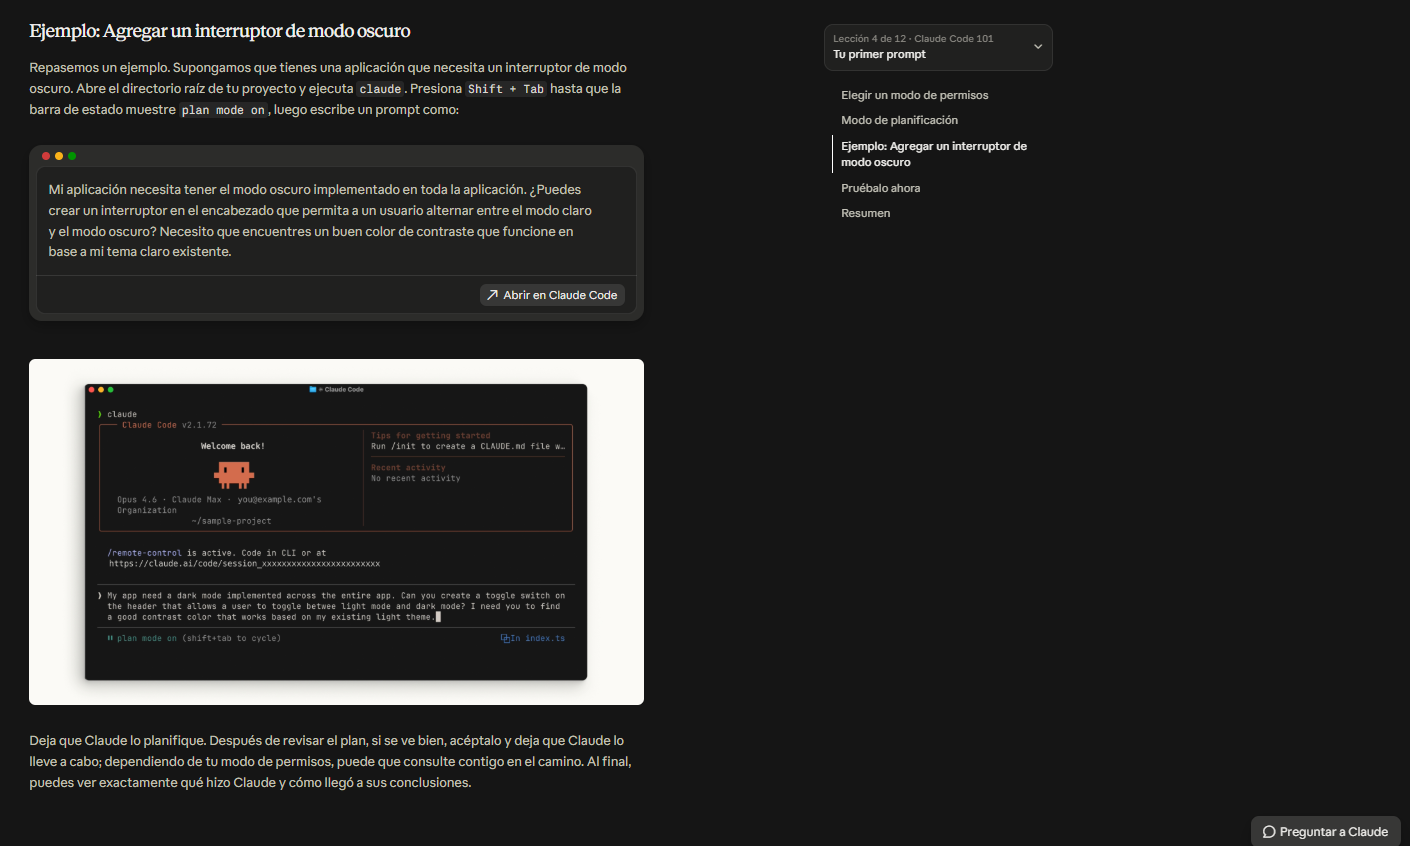 Ejemplo: Agregar un interruptor de modo oscuro
Repasemos un ejemplo. Supongamos que tienes una aplicación que necesita un interruptor de modo
oscuro. Abre el directorio raíz de tu proyecto y ejecuta claude. Presiona Shift + Tab hasta que la
barra de estado muestre plan mode on, luego escribe un prompt como:
Mi aplicación necesita tener el modo oscuro implementado en toda la aplicación. ¿Puedes
crear un interruptor en el encabezado que permita a un usuario alternar entre el modo claro
y el modo oscuro? Necesito que encuentres un buen color de contraste que funcione en
base a mi tema claro existente.
Abrir en Claude Code
Claude Code
❯ claude
Claude Code v2.1.72
Welcome back!
Opus 4.6 · Claude Max · you@example.com's
Organization
~/sample-project
Tips for getting started
Run /init to create a CLAUDE.md file w…
Recent activity
No recent activity
/remote-control is active. Code in CLI or at
https://claude.ai/code/session_xxxxxxxxxxxxxxxxxxxxxxxx
❯ My app need a dark mode implemented across the entire app. Can you create a toggle switch on
the header that allows a user to toggle betwee light mode and dark mode? I need you to find
a good contrast color that works based on my existing light theme.
plan mode on (shift+tab to cycle)
In index.ts
Deja que Claude lo planifique. Después de revisar el plan, si se ve bien, acéptalo y deja que Claude lo
lleve a cabo; dependiendo de tu modo de permisos, puede que consulte contigo en el camino. Al final,
puedes ver exactamente qué hizo Claude y cómo llegó a sus conclusiones.
Lección 4 de 12 · Claude Code 101
Tu primer prompt
Elegir un modo de permisos
Modo de planificación
Ejemplo: Agregar un interruptor de
modo oscuro
Pruébalo ahora
Resumen
Preguntar a Claude